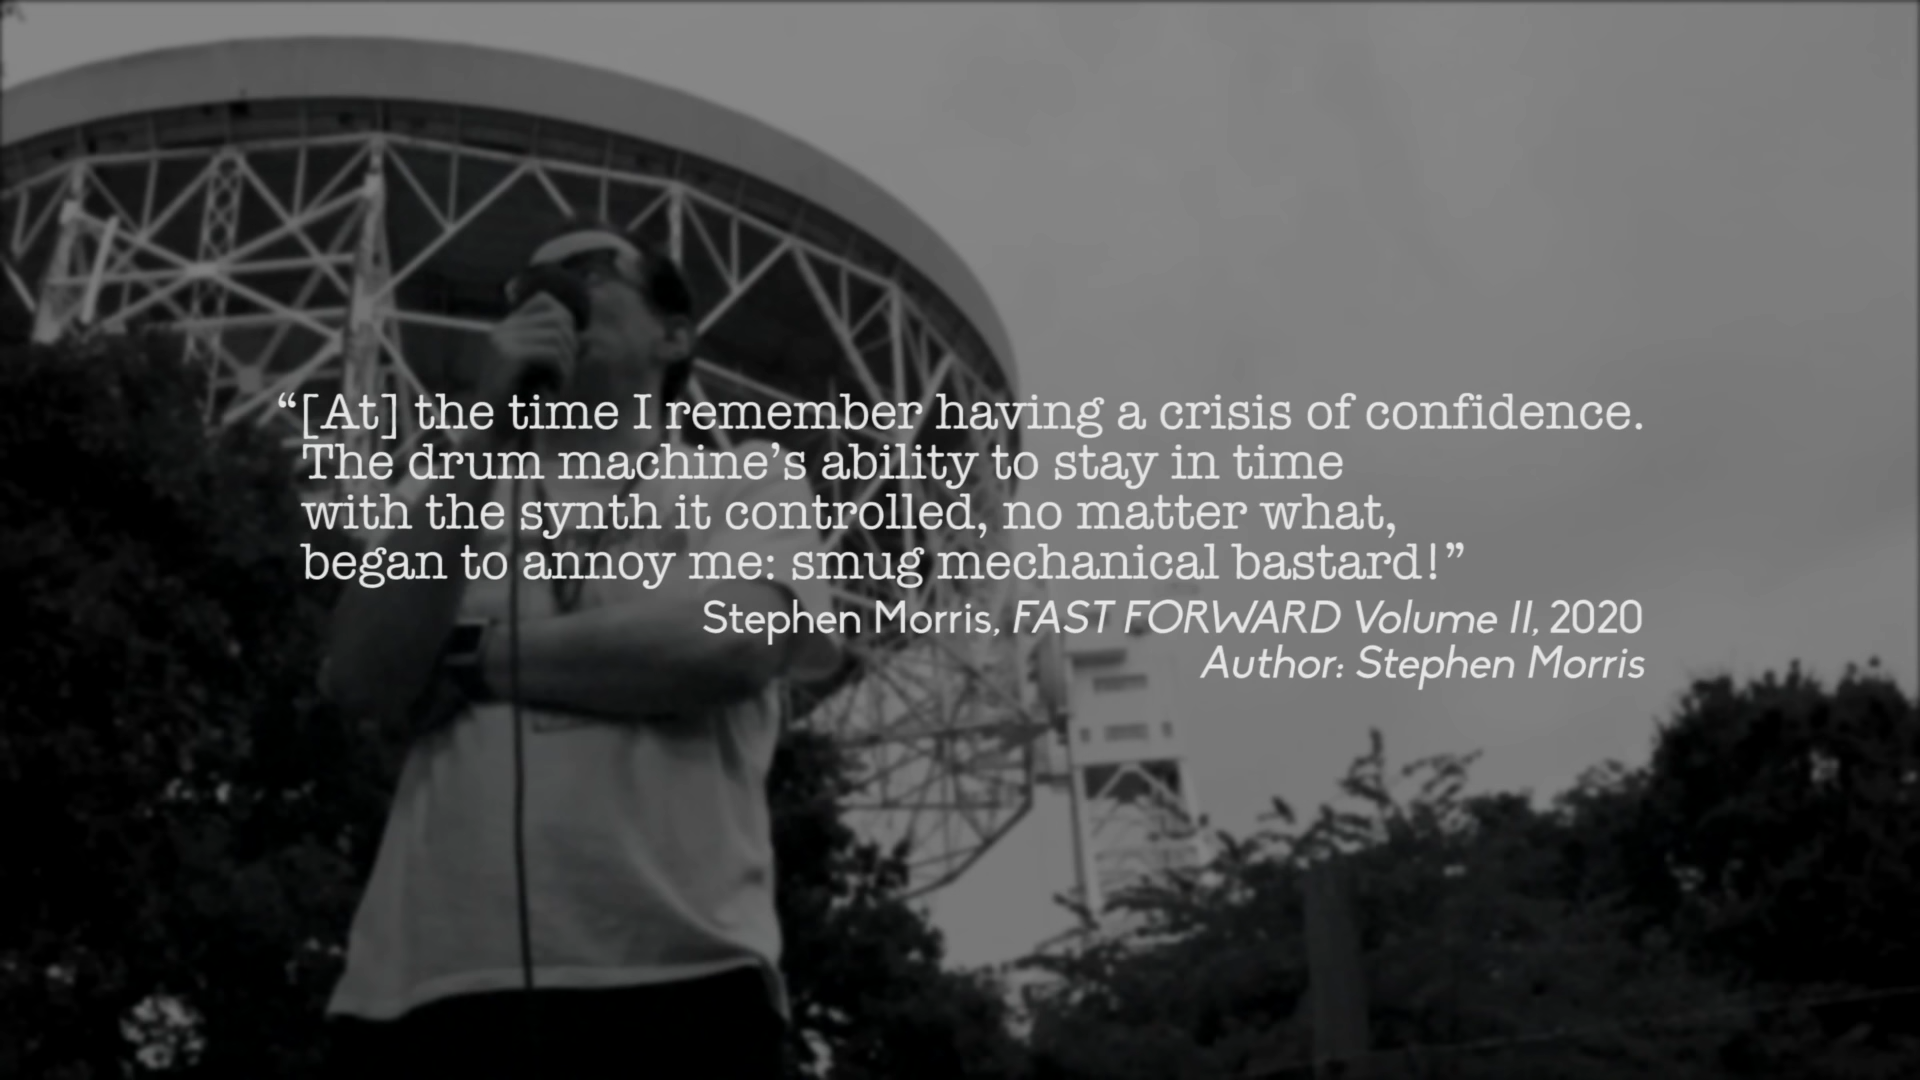 “[At] the time I remember having a crisis of confidence.
The drum machine’s ability to stay in time
with the synth it controlled, no matter what,
began to annoy me: smug mechanical bastard!”
Stephen Morris, FAST FORWARD Volume II, 2020
Author: Stephen Morris